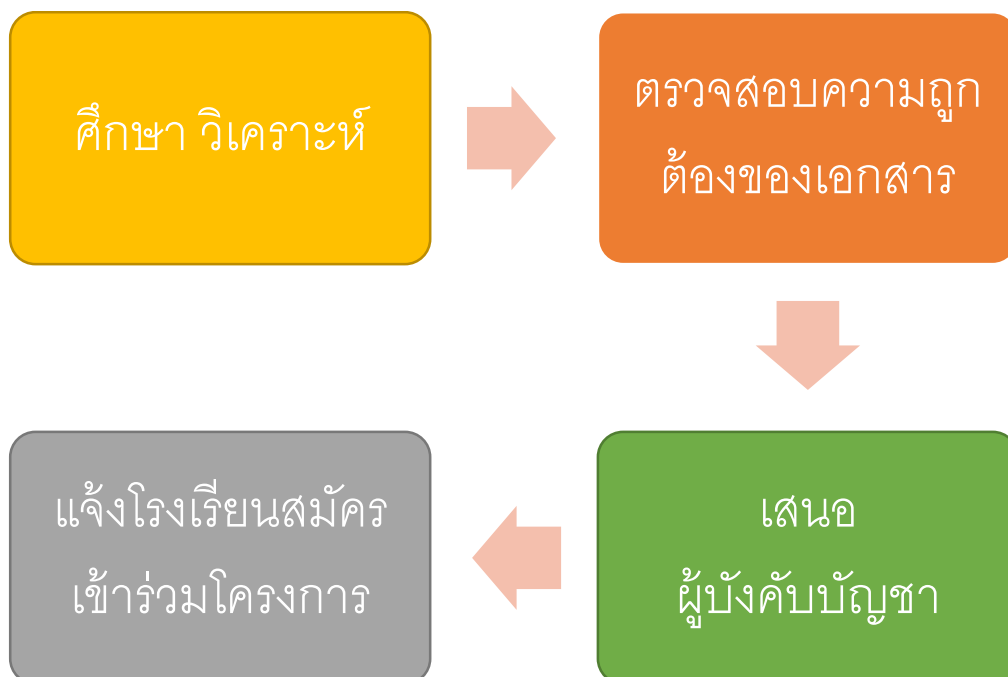 ศึกษา วิเคราะห์
ตรวจสอบความถูก
ต้องของเอกสาร
เสนอ
ผู้บังคับบัญชา
แจ้งโรงเรียนสมัคร
เข้าร่วมโครงการ